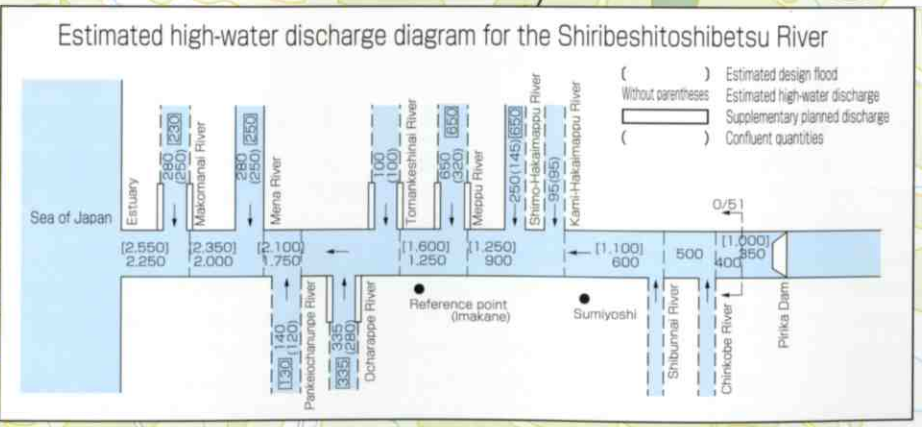 Estimated high-water discharge diagram for the Shiribeshitoshibetsu River
( ) Estimated design flood
Without parentheses Estimated high-water discharge
Supplementary planned discharge
( ) Confluent quantities
Sea of Japan
Estuary
280 230
(250)
Makomanai River
280 250
(250)
Mena River
100
(100)
Tomankeshinai River
650 650
(320)
Meppu River
250(145) 650
Shimo-Hakaimappu River
95(95)
Kami-Hakaimappu River
0/51
[2.550]
2.250
[2.350]
2.000
[2.100]
1.750
[1.600]
1.250
[1.250]
900
[1.100]
600
500
400
[1.000]
850
130 140
(120)
Pankeiochanunpe River
335 335
(280)
Ocharappe River
Reference point
(Imakane)
Sumiyoshi
Shibunnai River
Chinkobe River
Pirika Dam